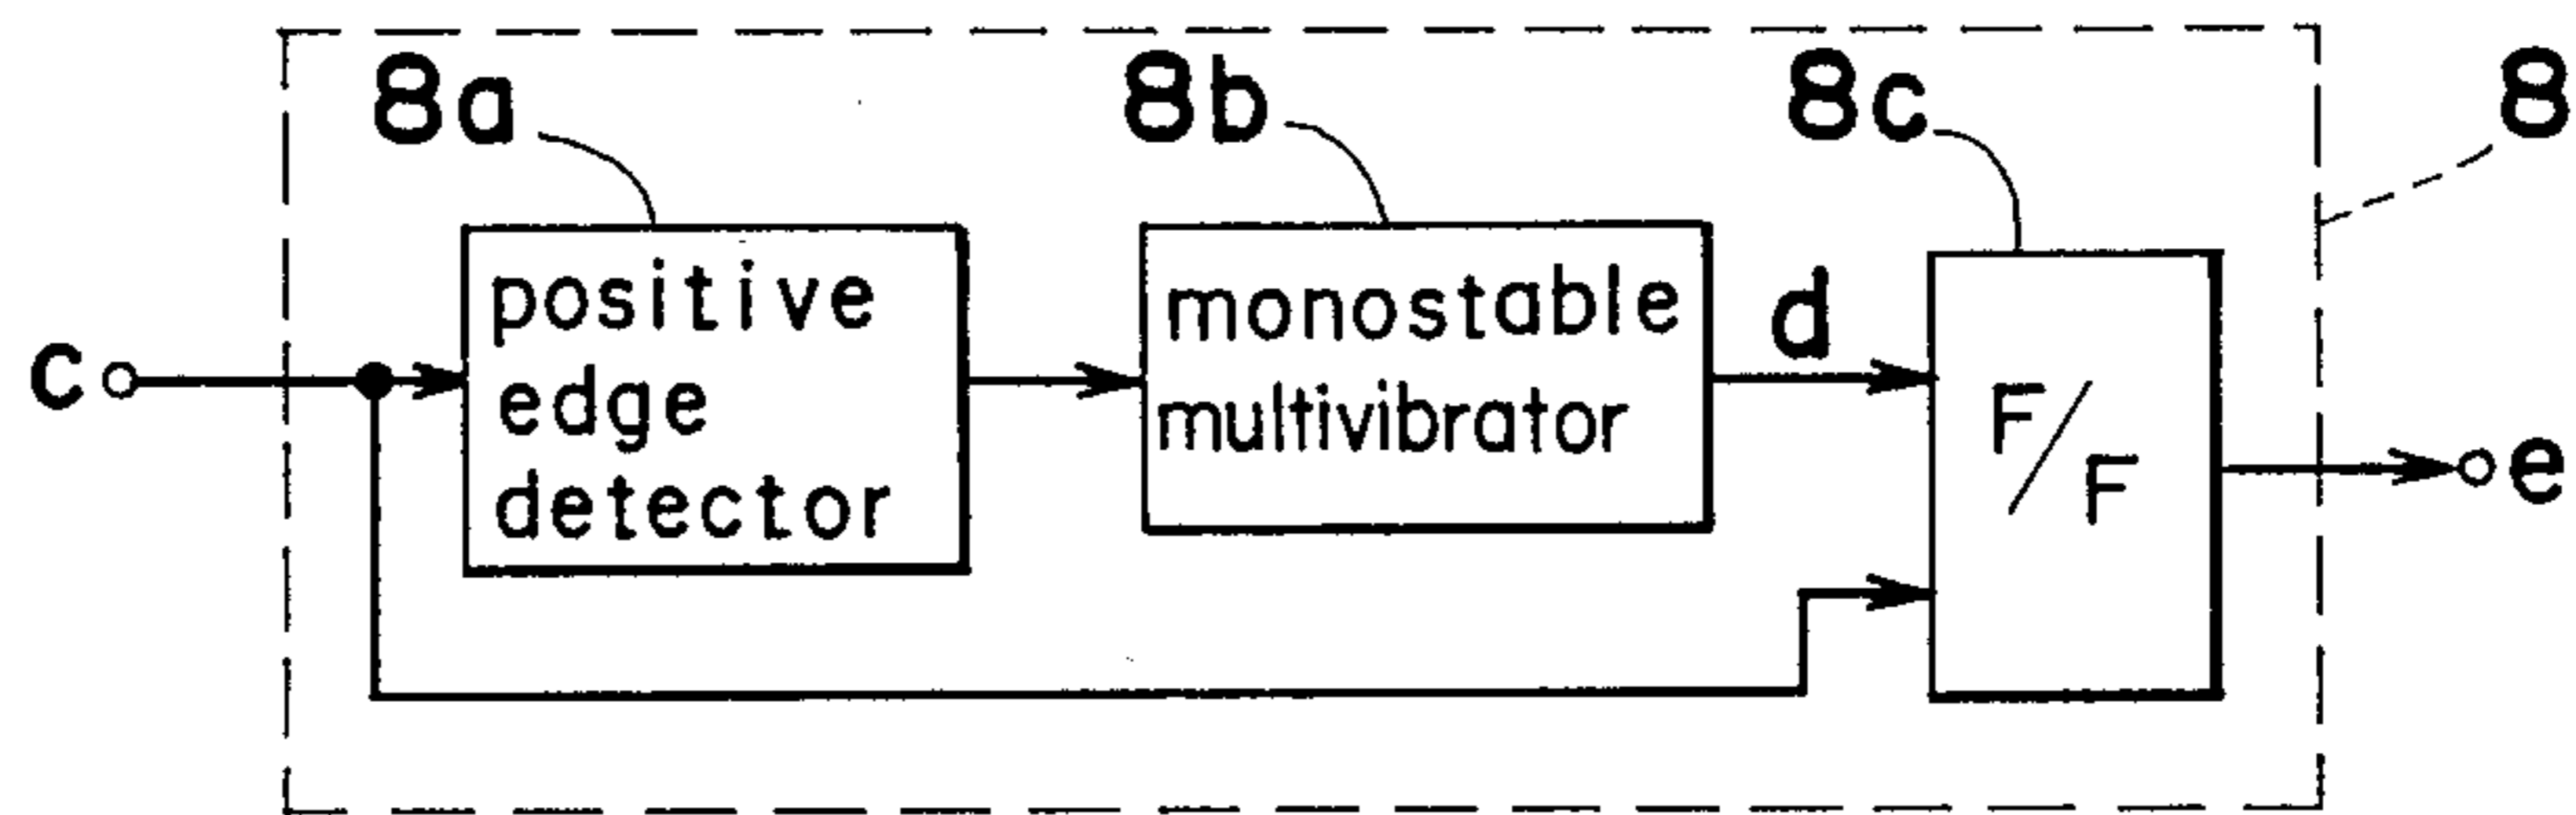 8a
8b
8c
8
c
positive
edge
detector
monostable
multivibrator
d
F/F
e